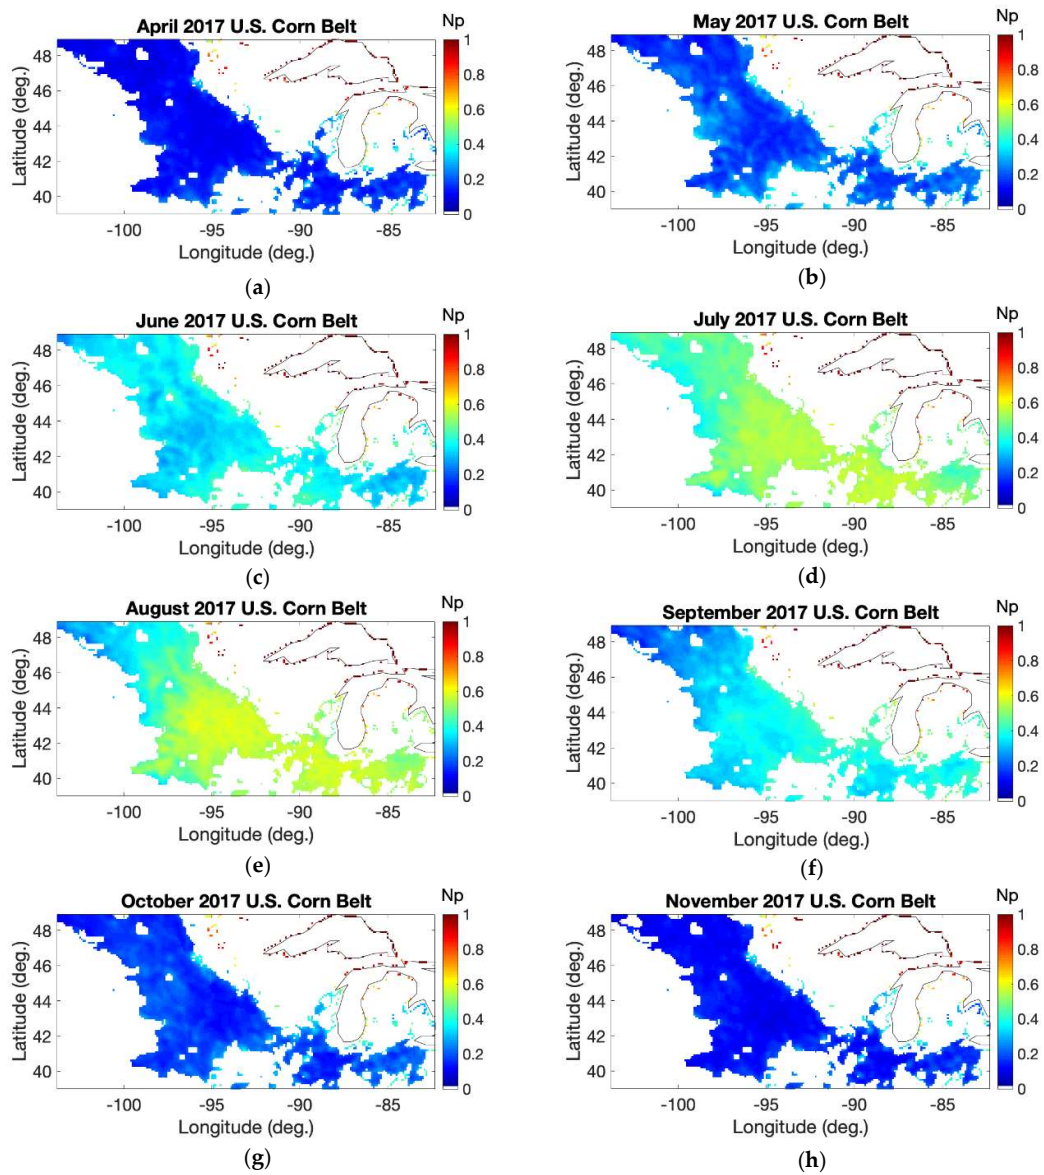 April 2017 U.S. Corn Belt
Np
1
0.8
0.6
0.4
0.2
0
48
46
44
42
40
Latitude (deg.)
-100 -95 -90 -85
Longitude (deg.)
(a)
May 2017 U.S. Corn Belt
Np
1
0.8
0.6
0.4
0.2
0
48
46
44
42
40
Latitude (deg.)
-100 -95 -90 -85
Longitude (deg.)
(b)
June 2017 U.S. Corn Belt
Np
1
0.8
0.6
0.4
0.2
0
48
46
44
42
40
Latitude (deg.)
-100 -95 -90 -85
Longitude (deg.)
(c)
July 2017 U.S. Corn Belt
Np
1
0.8
0.6
0.4
0.2
0
48
46
44
42
40
Latitude (deg.)
-100 -95 -90 -85
Longitude (deg.)
(d)
August 2017 U.S. Corn Belt
Np
1
0.8
0.6
0.4
0.2
0
48
46
44
42
40
Latitude (deg.)
-100 -95 -90 -85
Longitude (deg.)
(e)
September 2017 U.S. Corn Belt
Np
1
0.8
0.6
0.4
0.2
0
48
46
44
42
40
Latitude (deg.)
-100 -95 -90 -85
Longitude (deg.)
(f)
October 2017 U.S. Corn Belt
Np
1
0.8
0.6
0.4
0.2
0
48
46
44
42
40
Latitude (deg.)
-100 -95 -90 -85
Longitude (deg.)
(g)
November 2017 U.S. Corn Belt
Np
1
0.8
0.6
0.4
0.2
0
48
46
44
42
40
Latitude (deg.)
-100 -95 -90 -85
Longitude (deg.)
(h)